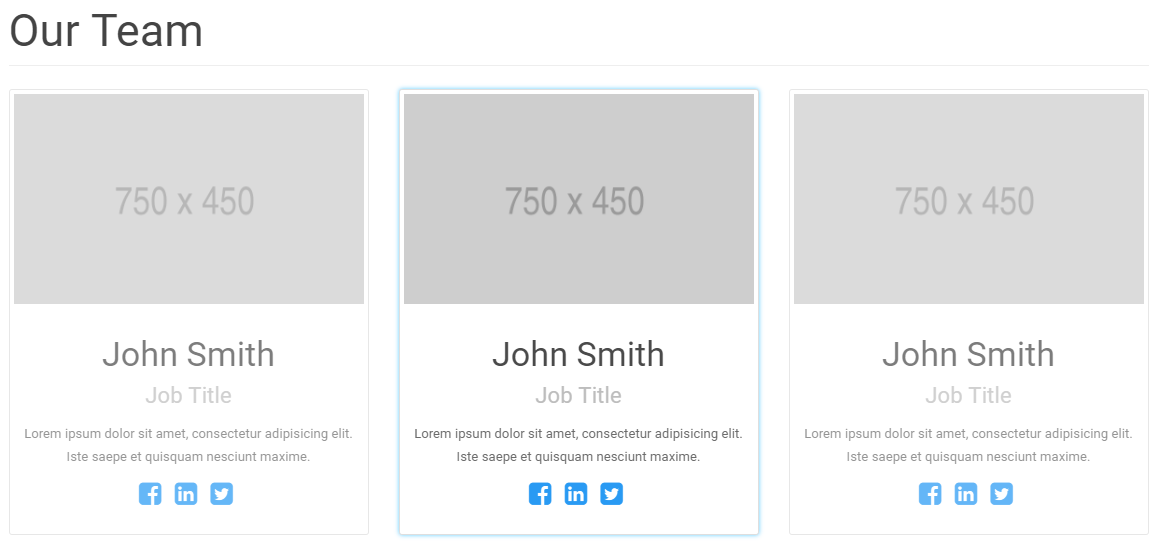 Our Team
750 x 450
John Smith
Job Title
Lorem ipsum dolor sit amet, consectetur adipisicing elit.
Iste saepe et quisquam nesciunt maxime.
750 x 450
John Smith
Job Title
Lorem ipsum dolor sit amet, consectetur adipisicing elit.
Iste saepe et quisquam nesciunt maxime.
750 x 450
John Smith
Job Title
Lorem ipsum dolor sit amet, consectetur adipisicing elit.
Iste saepe et quisquam nesciunt maxime.